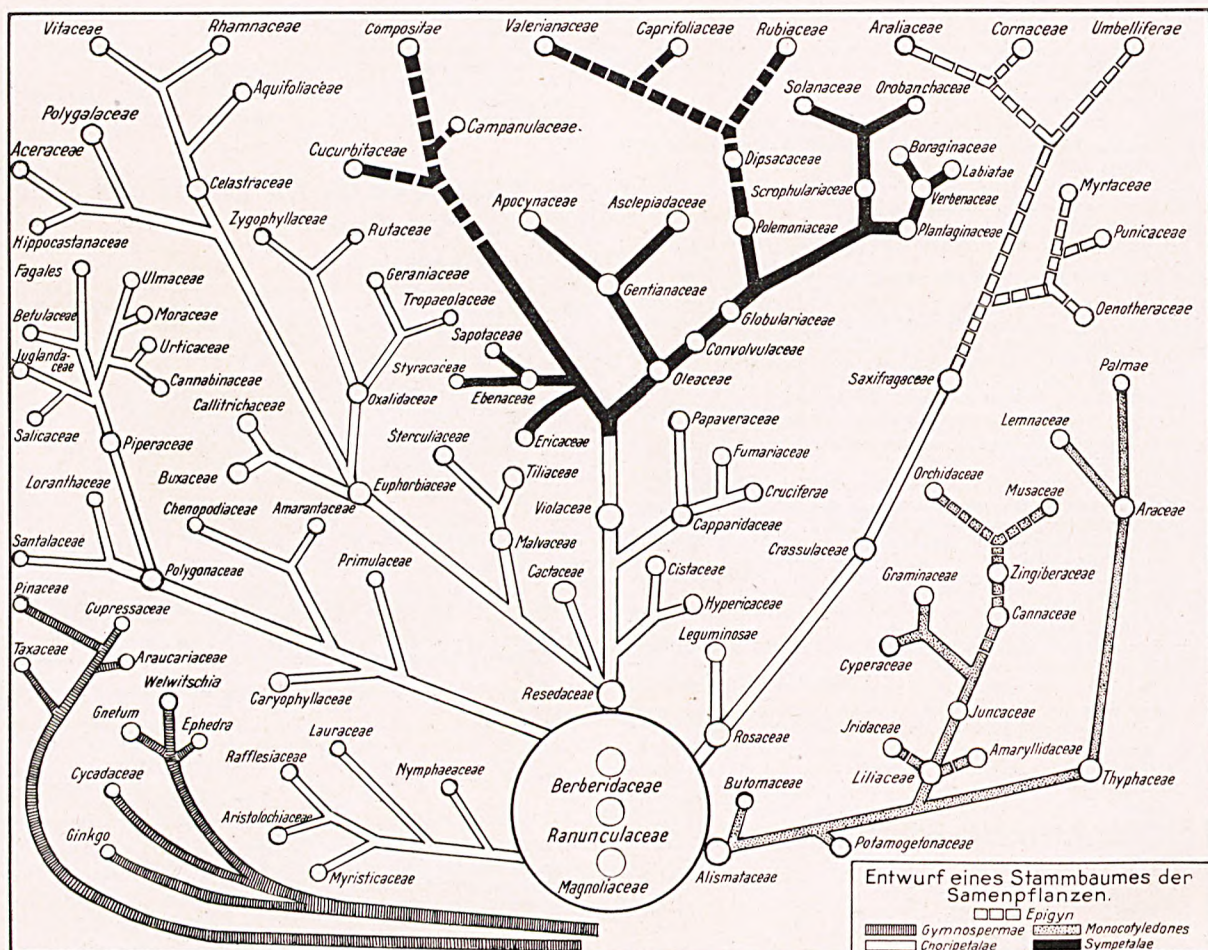 Vitaceae
Rhamnaceae
Compositae
Valerianaceae
Caprifoliaceae
Rubiaceae
Araliaceae
Cornaceae
Umbelliferae
Aquifoliaceae
Solanaceae
Orobanchaceae
Polygalaceae
Campanulaceae.
Aceraceae
Cucurbitaceae
Dipsacaceae
Boraginaceae
Labiatae
Celastraceae
Scrophulariaceae
Verbenaceae
Myrtaceae
Zygophyllaceae
Rutaceae
Apocynaceae
Asclepiadaceae
Polemoniaceae
Plantaginaceae
Punicaceae
Hippocastanaceae
Fagales
Ulmaceae
Geraniaceae
Gentianaceae
Tropaeolaceae
Betulaceae
Moraceae
Globulariaceae
Oenotheraceae
Sapotaceae
Urticaceae
Convolvulaceae
Juglanda-
ceae
Cannabinaceae
Styracaceae
Ebenaceae
Oleaceae
Saxifragaceae
Palmae
Oxalidaceae
Callitrichaceae
Salicaceae
Papaveraceae
Lemnaceae
Piperaceae
Sterculiaceae
Ericaceae
Fumariaceae
Buxaceae
Tiliaceae
Orchidaceae
Musaceae
Loranthaceae
Euphorbiaceae
Cruciferae
Chenopodiaceae
Amarantaceae
Violaceae
Capparidaceae
Araceae
Malvaceae
Santalaceae
Crassulaceae
Polygonaceae
Primulaceae
Cactaceae
Cistaceae
Graminaceae
Zingiberaceae
Pinaceae
Cupressaceae
Hypericaceae
Cannaceae
Taxaceae
Araucariaceae
Leguminosae
Cyperaceae
Welwitschia
Caryophyllaceae
Resedaceae
Juncaceae
Gnetum
Ephedra
Rosaceae
Jridaceae
Amaryllidaceae
Lauraceae
Rafflesiaceae
Nymphaeaceae
Berberidaceae
Butomaceae
Liliaceae
Thyphaceae
Cycadaceae
Aristolochiaceae
Ranunculaceae
Ginkgo
Potamogetonaceae
Myristicaceae
Magnoliaceae
Alismataceae
Entwurf eines Stammbaumes der
Samenpflanzen.
Epigyn
Gymnospermae
Monocotyledones
Choripetalae
Sympetalae